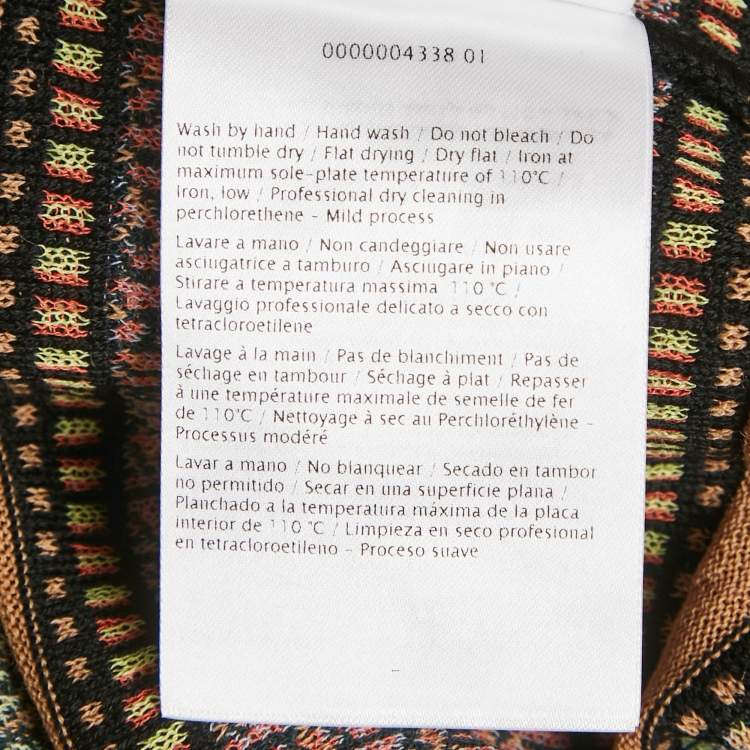 0000004338 01
Wash by hand / Hand wash / Do not bleach / Do
not tumble dry / Flat drying / Dry flat / Iron at
maximum sole-plate temperature of 110°C /
Iron, low / Professional dry cleaning in
perchlorethene - Mild process
Lavare a mano / Non candeggiare / Non usare
asciugatrice a tamburo / Asciugare in piano /
Stirare a temperatura massima 110 °C /
Lavaggio professionale delicato a secco con
tetracloroetilene
Lavage à la main / Pas de blanchiment / Pas de
séchage en tambour / Séchage à plat / Repasser
à une température maximale de semelle de fer
de 110°C / Nettoyage à sec au Perchloréthylène -
Processus modéré
Lavar a mano / No blanquear / Secado en tambor
no permitido / Secar en una superficie plana /
Planchado a la temperatura máxima de la placa
interior de 110 °C / Limpieza en seco profesional
en tetracloroetileno - Proceso suave